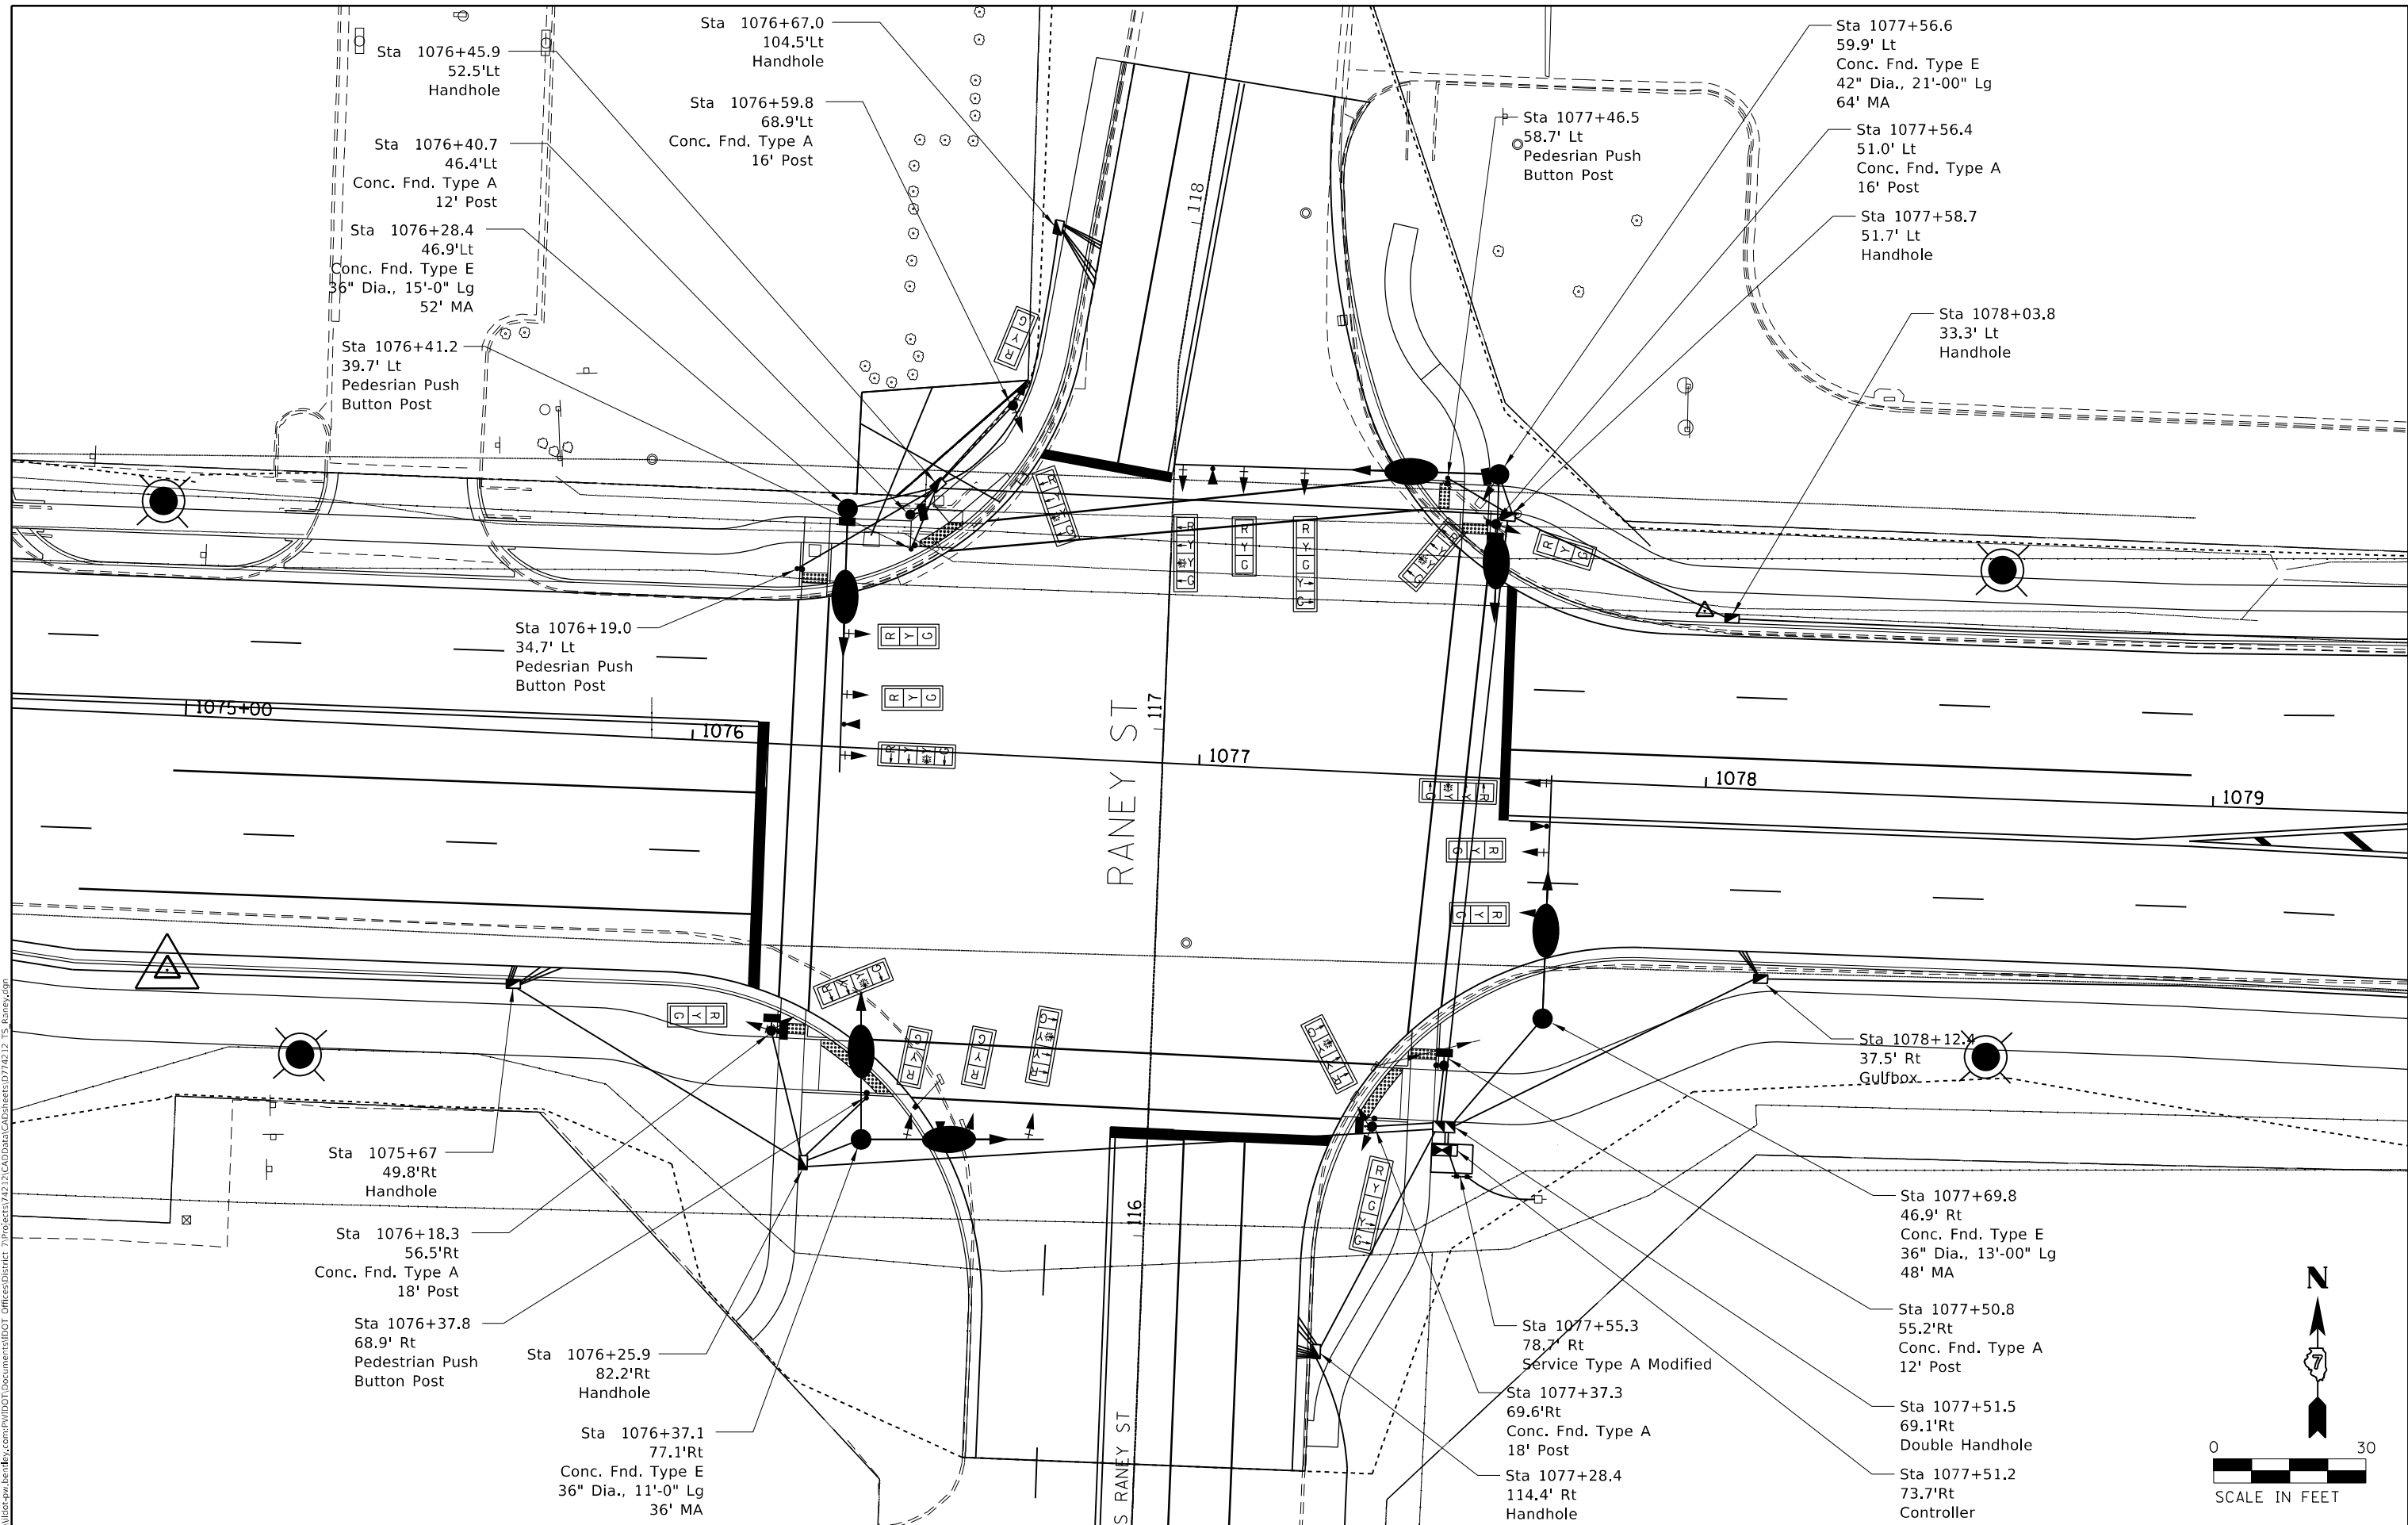 Sta 1076+45.9
52.5'Lt
Handhole
Sta 1076+67.0
104.5'Lt
Handhole
Sta 1076+59.8
68.9'Lt
Conc. Fnd. Type A
16' Post
Sta 1076+40.7
46.4'Lt
Conc. Fnd. Type A
12' Post
Sta 1076+28.4
46.9'Lt
Conc. Fnd. Type E
36" Dia., 15'-0" Lg
52' MA
Sta 1076+41.2
39.7' Lt
Pedesrian Push
Button Post
Sta 1076+19.0
34.7' Lt
Pedesrian Push
Button Post
Sta 1077+56.6
59.9' Lt
Conc. Fnd. Type E
42" Dia., 21'-00" Lg
64' MA
Sta 1077+46.5
58.7' Lt
Pedesrian Push
Button Post
Sta 1077+56.4
51.0' Lt
Conc. Fnd. Type A
16' Post
Sta 1077+58.7
51.7' Lt
Handhole
Sta 1078+03.8
33.3' Lt
Handhole
118
G Y R
R Y Y G
R Y Y G
R Y G
R Y G Y G
R Y Y G
R Y G
R Y G
R Y G
R Y Y G
1075+00
1076
RANEY ST
117
1077
1078
1079
G Y Y R
G Y R
G Y R
G Y Y R
G Y R
G Y R
G Y R
G Y Y R
G Y Y R
R Y G Y G
116
S RANEY ST
Sta 1075+67
49.8'Rt
Handhole
Sta 1076+18.3
56.5'Rt
Conc. Fnd. Type A
18' Post
Sta 1076+37.8
68.9' Rt
Pedestrian Push
Button Post
Sta 1076+25.9
82.2'Rt
Handhole
Sta 1076+37.1
77.1'Rt
Conc. Fnd. Type E
36" Dia., 11'-0" Lg
36' MA
Sta 1078+12.4
37.5' Rt
Gulfbox
Sta 1077+69.8
46.9' Rt
Conc. Fnd. Type E
36" Dia., 13'-00" Lg
48' MA
Sta 1077+50.8
55.2'Rt
Conc. Fnd. Type A
12' Post
Sta 1077+55.3
78.7' Rt
Service Type A Modified
Sta 1077+37.3
69.6'Rt
Conc. Fnd. Type A
18' Post
Sta 1077+28.4
114.4' Rt
Handhole
Sta 1077+51.5
69.1'Rt
Double Handhole
Sta 1077+51.2
73.7'Rt
Controller
N
7
0 30
SCALE IN FEET